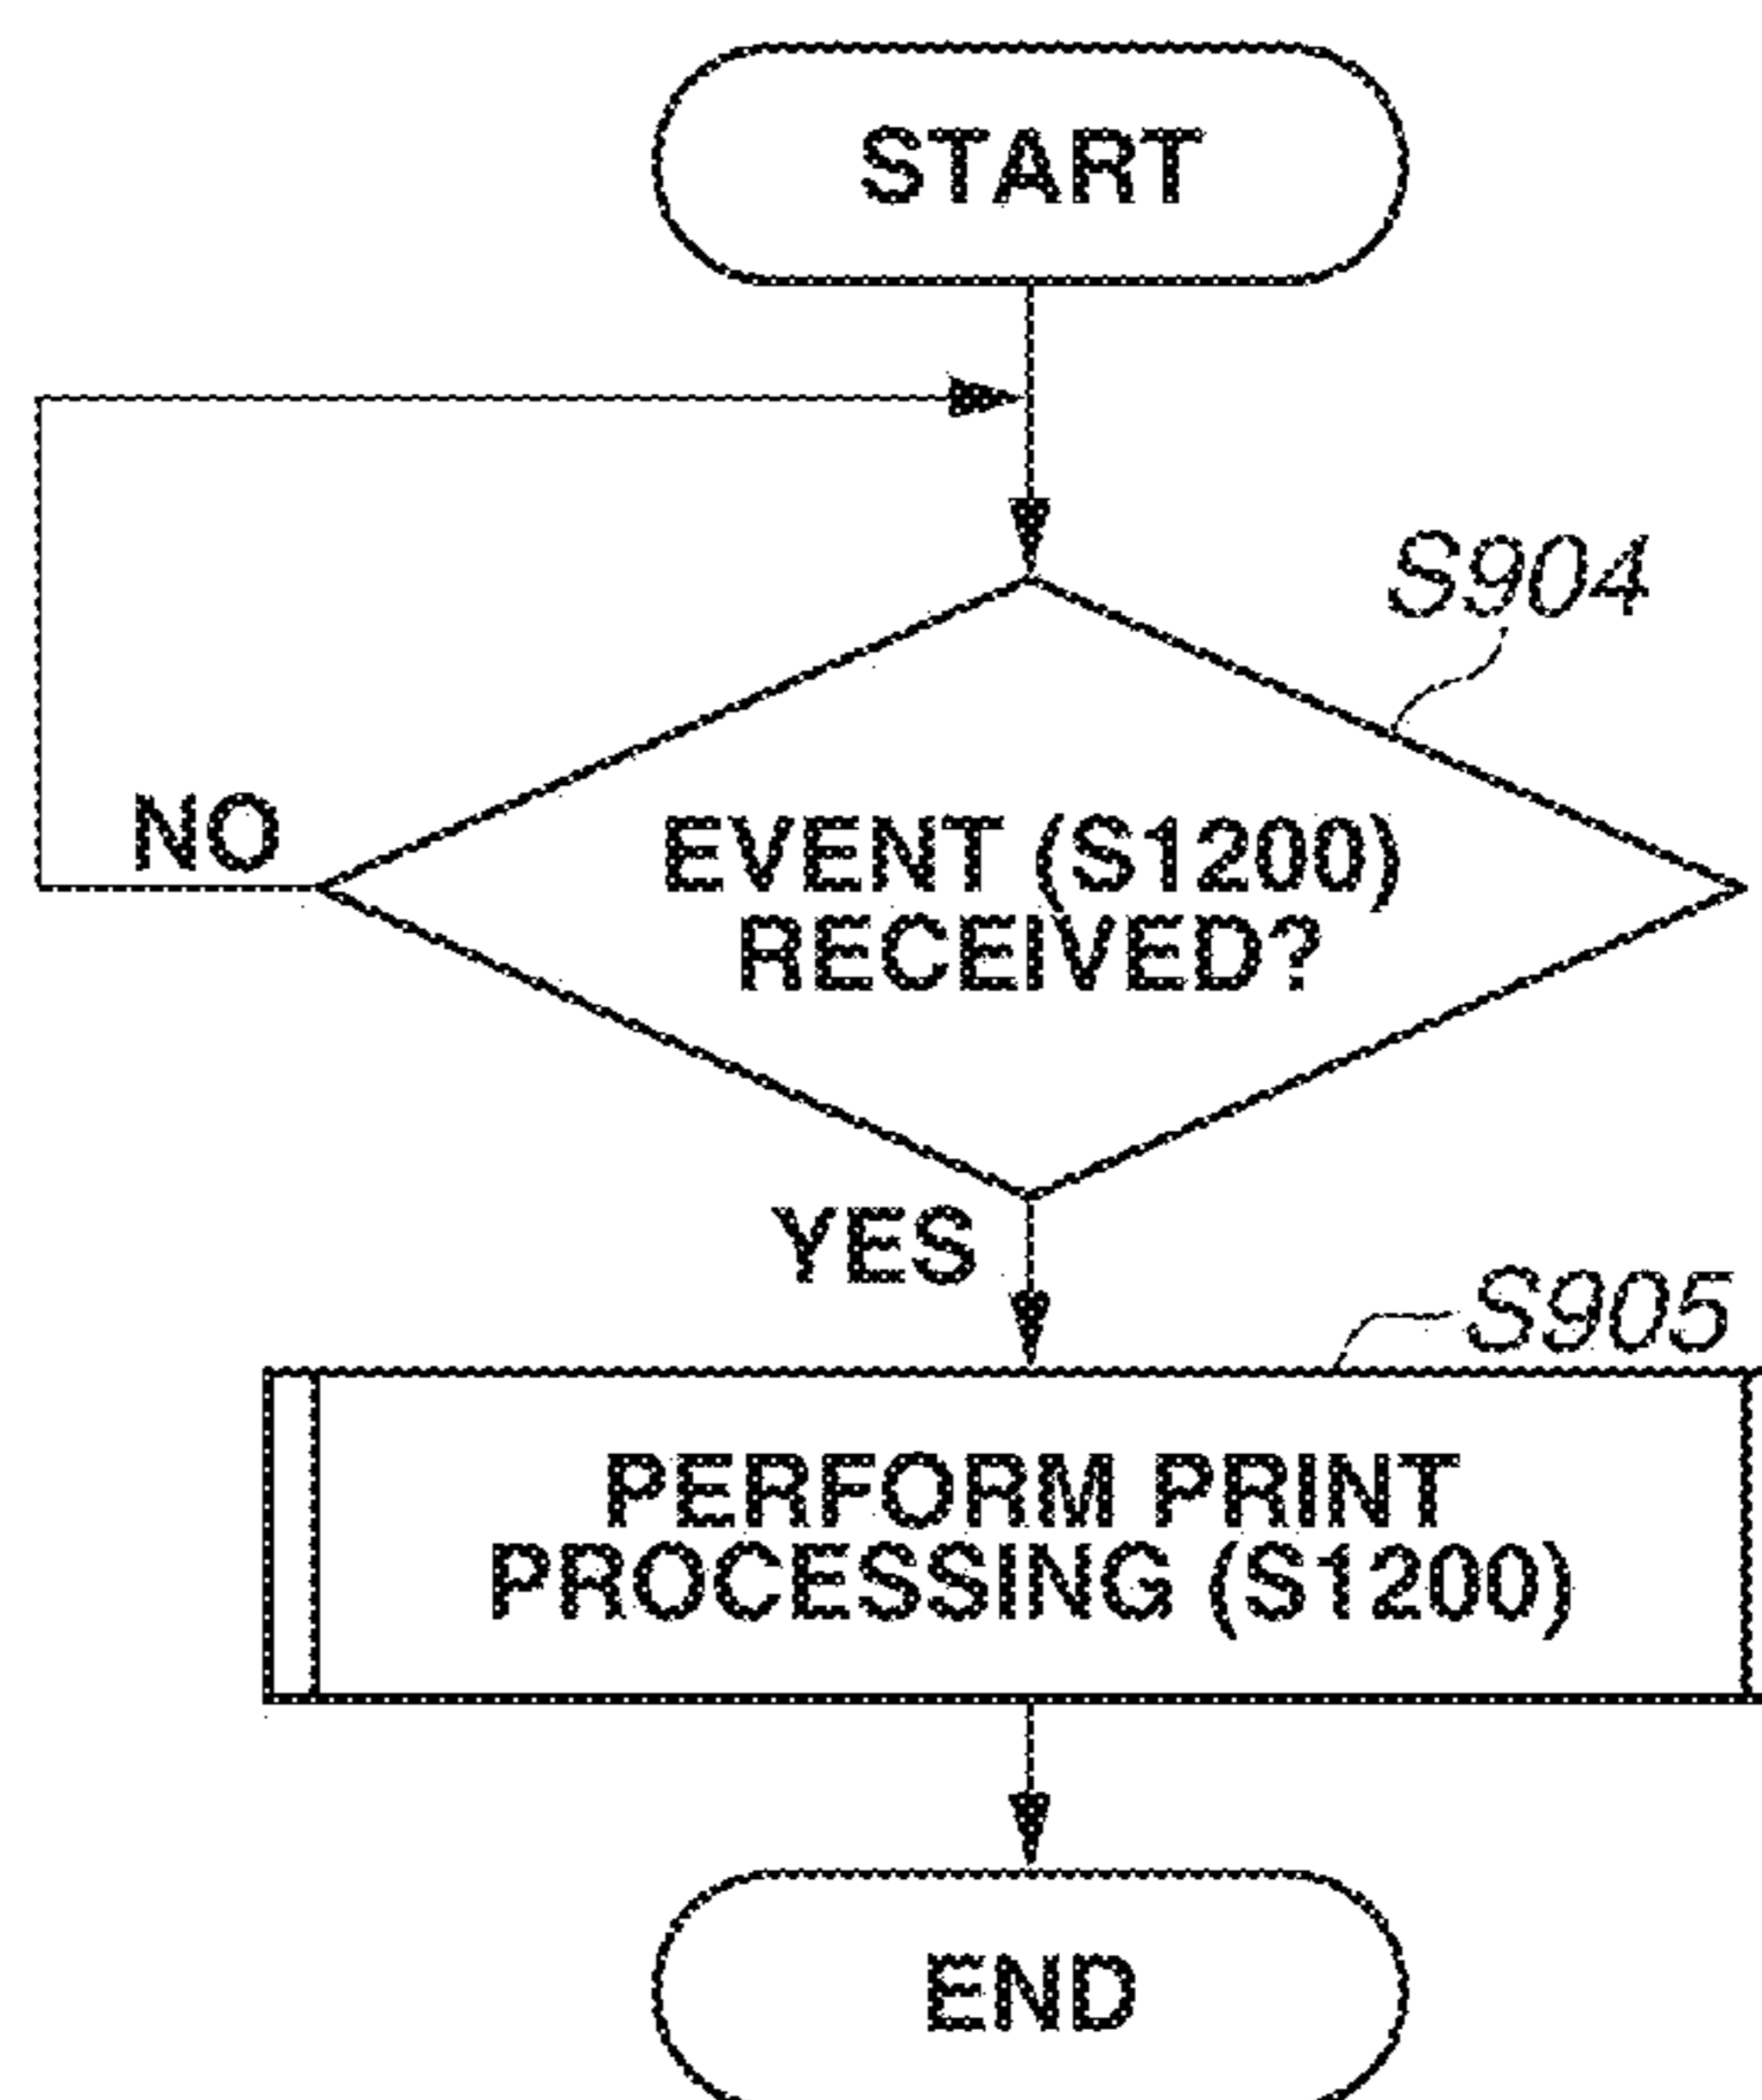 START
S904
NO
EVENT (S1200)
RECEIVED?
YES
S905
PERFORM PRINT
PROCESSING (S1200)
END